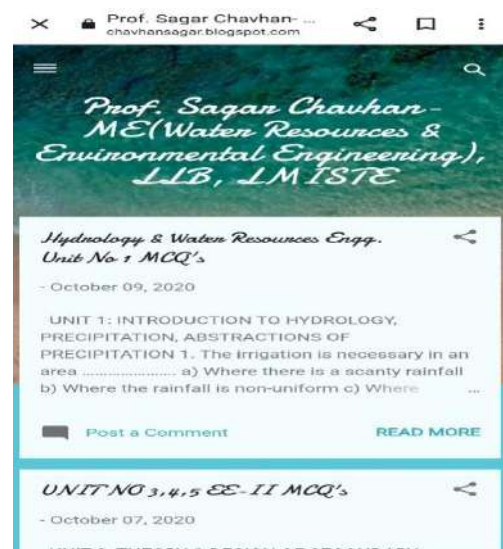 Prof. Sagar Chavhan- ...
chavhansagar.blogspot.com
Prof. Sagar Chavhan-
ME(Water Resources &
Environmental Engineering),
LLB, LMISTE
Hydrology & Water Resources Engg.
Unit No 1 MCQ's
- October 09, 2020
UNIT 1: INTRODUCTION TO HYDROLOGY,
PRECIPITATION, ABSTRACTIONS OF
PRECIPITATION 1. The irrigation is necessary in an
area ..................... a) Where there is a scanty rainfall
b) Where the rainfall is non-uniform c) Where ...
Post a Comment READ MORE
UNIT NO 3,4,5 EE-II MCQ's
- October 07, 2020